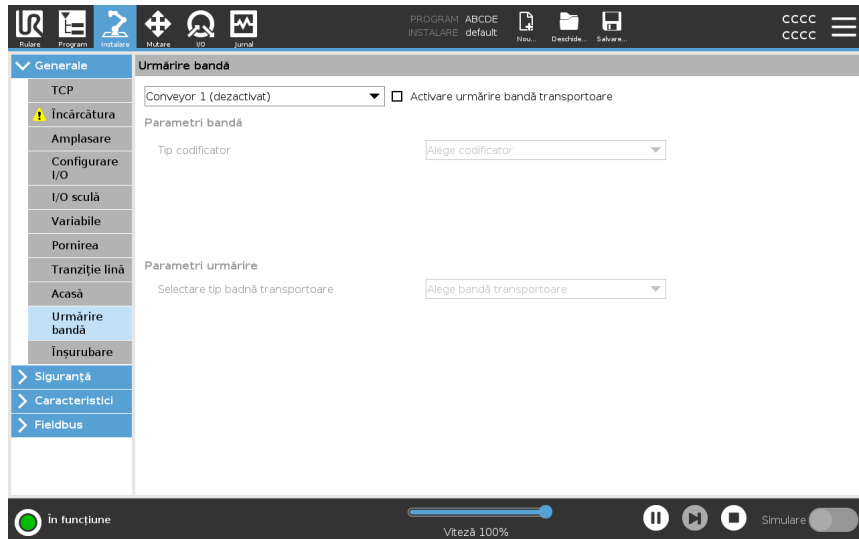 PROGRAM ABCDE
INSTALARE default
CCCC
CCCC
Rulare Program Instalare Mutare I/O Jurnal Nou... Deschide... Salvare...
Generale
Urmărire bandă
TCP
Încărcătura
Amplasare
Configurare
I/O
I/O sculă
Variabile
Pornirea
Tranziție lină
Acasă
Urmărire
bandă
Înșurubare
Siguranță
Caracteristici
Fieldbus
Conveyor 1 (dezactivat)
Activare urmărire bandă transportoare
Parametri bandă
Tip codificator
Alege codificator
Parametri urmărire
Selectare tip badnă transportoare
Alege bandă transportoare
În funcțiune
Viteză 100%
Simulare